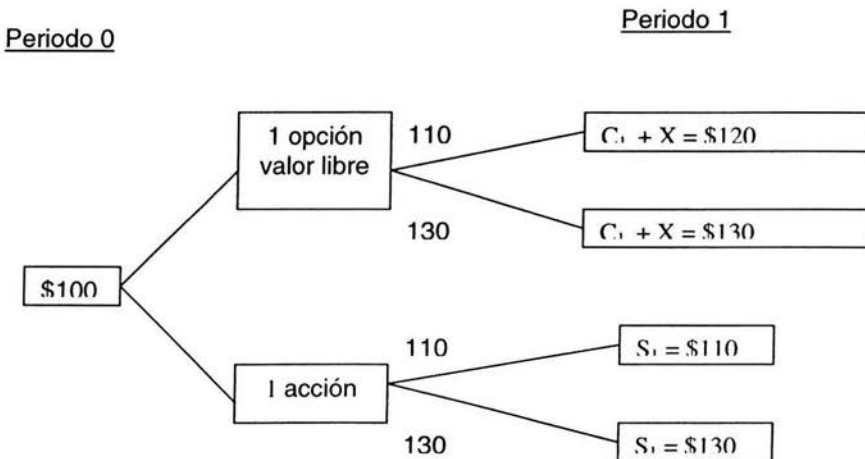 Periodo 0
Periodo 1
1 opción
valor libre
110
130
C₁ + X = $120
C₁ + X = $130
$100
1 acción
110
130
S₁ = $110
S₁ = $130